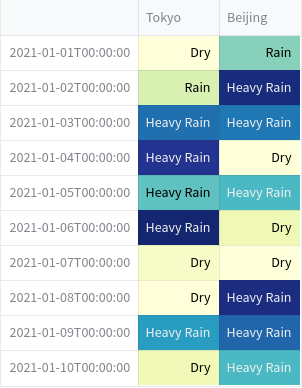 Tokyo Beijing
2021-01-01T00:00:00 Dry Rain
2021-01-02T00:00:00 Rain Heavy Rain
2021-01-03T00:00:00 Heavy Rain Heavy Rain
2021-01-04T00:00:00 Heavy Rain Dry
2021-01-05T00:00:00 Heavy Rain Heavy Rain
2021-01-06T00:00:00 Heavy Rain Dry
2021-01-07T00:00:00 Dry Dry
2021-01-08T00:00:00 Dry Heavy Rain
2021-01-09T00:00:00 Heavy Rain Heavy Rain
2021-01-10T00:00:00 Dry Heavy Rain